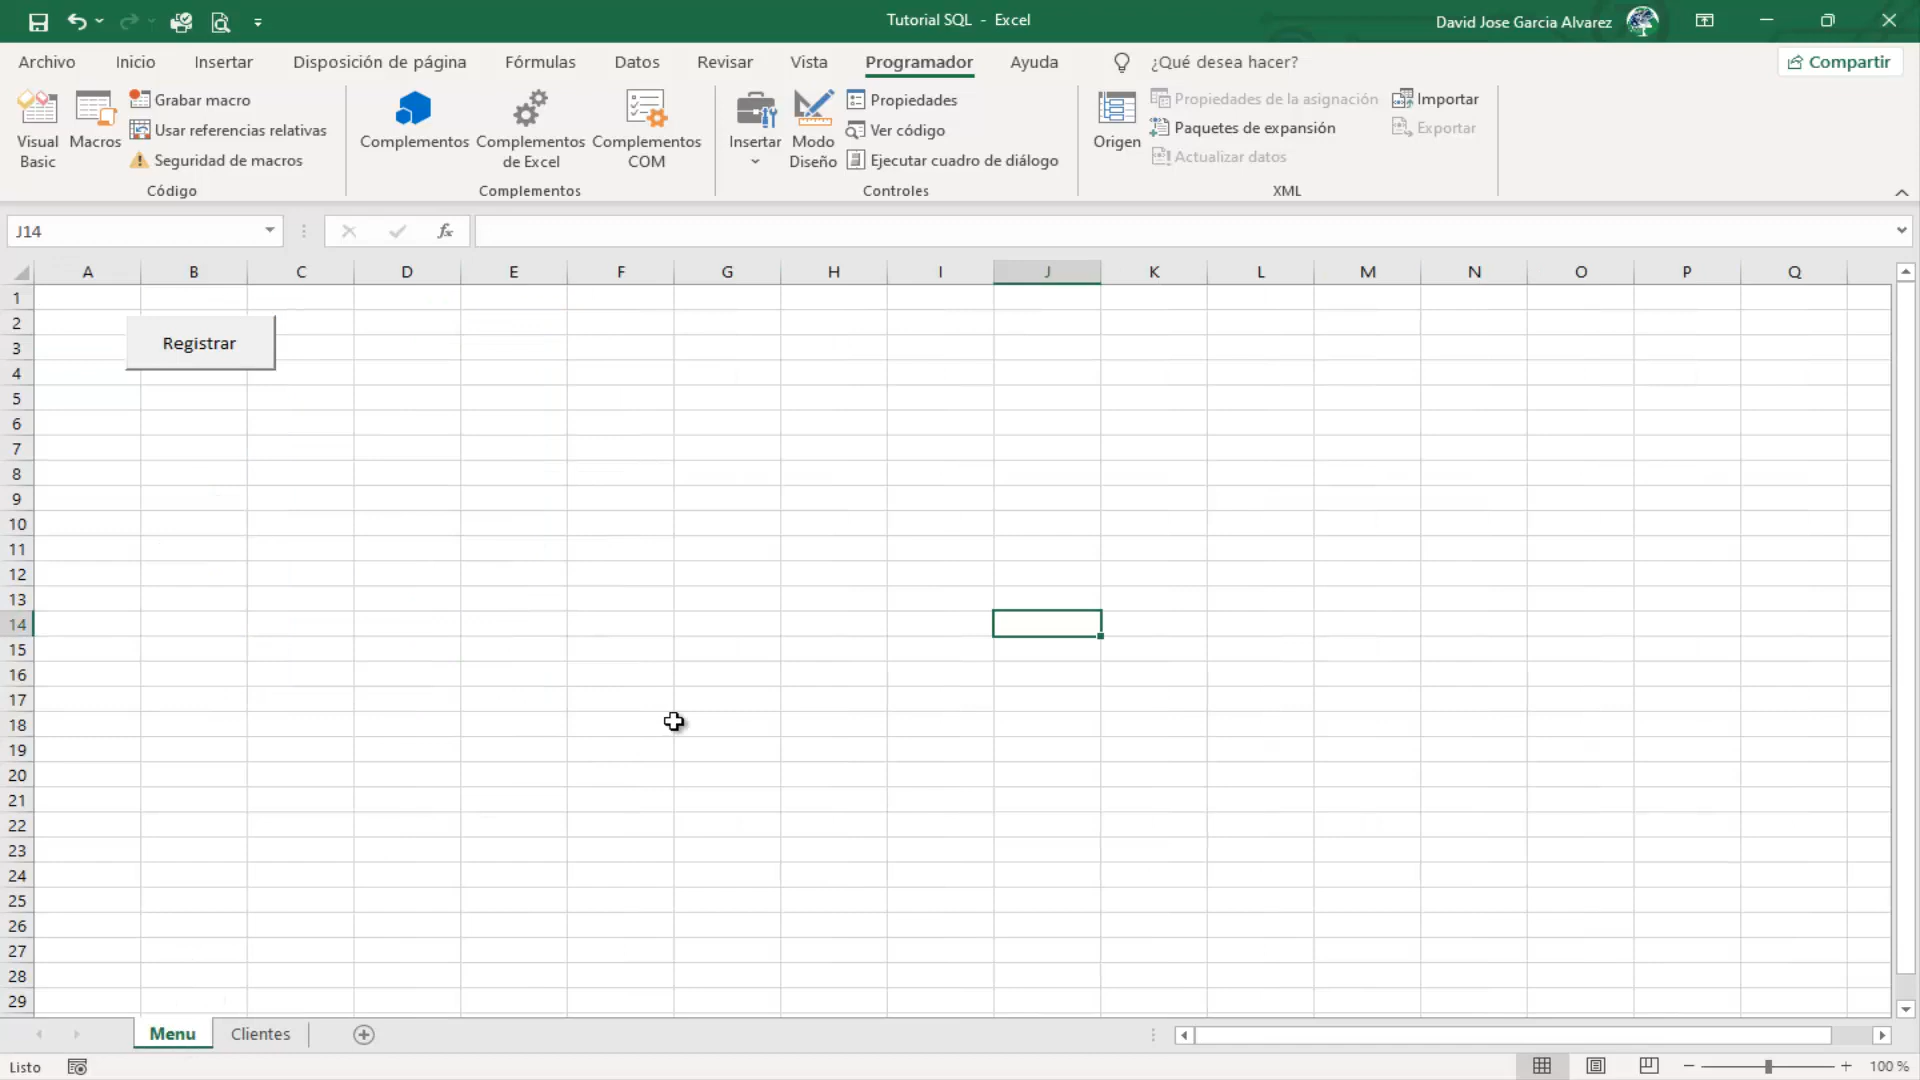 Tutorial SQL - Excel
David Jose Garcia Alvarez
Archivo Inicio Insertar Disposición de página Fórmulas Datos Revisar Vista Programador Ayuda ¿Qué desea hacer? Compartir
Visual Basic
Macros
Grabar macro
Usar referencias relativas
Seguridad de macros
Código
Complementos
Complementos de Excel
Complementos COM
Complementos
Insertar
Modo Diseño
Propiedades
Ver código
Ejecutar cuadro de diálogo
Controles
Origen
Propiedades de la asignación
Paquetes de expansión
Actualizar datos
Importar
Exportar
XML
J14
fx
A B C D E F G H I J K L M N O P Q
1
2
Registrar
3
4
5
6
7
8
9
10
11
12
13
14
15
16
17
18
19
20
21
22
23
24
25
26
27
28
29
Menu Clientes
Listo
100 %